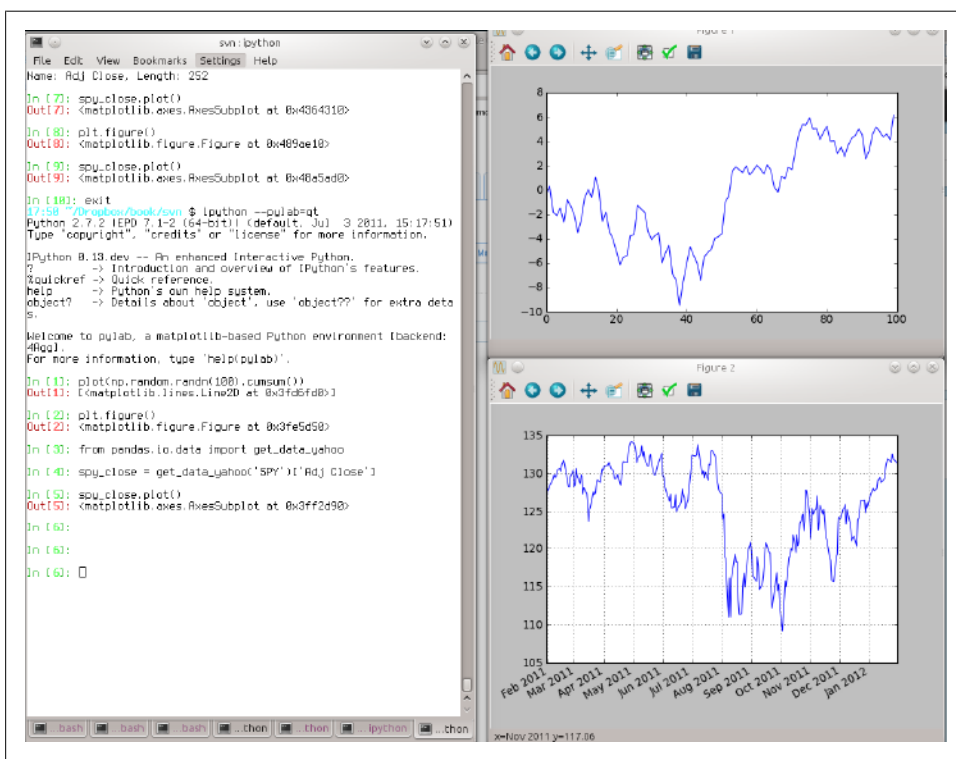 svn : ipython
File Edit View Bookmarks Settings Help
Name: Adj Close, Length: 252
In [7]: spy_close.plot()
Out[7]: <matplotlib.axes.AxesSubplot at 0x4364310>
In [8]: plt.figure()
Out[8]: <matplotlib.figure.Figure at 0x489ae10>
In [9]: spy_close.plot()
Out[9]: <matplotlib.axes.AxesSubplot at 0x48a5ad0>
In [10]: exit
17:50 ~/Dropbox/book/svn $ ipython --pylab=qt
Python 2.7.2 |EPD 7.1-2 (64-bit)| (default, Jul 3 2011, 15:17:51)
Type "copyright", "credits" or "license" for more information.
IPython 0.13.dev -- An enhanced Interactive Python.
? -> Introduction and overview of IPython's features.
%quickref -> Quick reference.
help -> Python's own help system.
object? -> Details about 'object', use 'object??' for extra deta
s.
Welcome to pylab, a matplotlib-based Python environment [backend:
4Agg].
For more information, type 'help(pylab)'.
In [1]: plot(np.random.randn(100).cumsum())
Out[1]: [<matplotlib.lines.Line2D at 0x3fd6fd0>]
In [2]: plt.figure()
Out[2]: <matplotlib.figure.Figure at 0x3fe5d50>
In [3]: from pandas.io.data import get_data_yahoo
In [4]: spy_close = get_data_yahoo('SPY')['Adj Close']
In [5]: spy_close.plot()
Out[5]: <matplotlib.axes.AxesSubplot at 0x3ff2d90>
In [6]:
In [6]:
In [6]:
...bash ...bash ...bash ...thon ...thon ...ipython ...thon
Figure 1
8
6
4
2
0
−2
−4
−6
−8
−10
0 20 40 60 80 100
Figure 2
135
130
125
120
115
110
105
Feb 2011 Mar 2011 Apr 2011 May 2011 Jun 2011 Jul 2011 Aug 2011 Sep 2011 Oct 2011 Nov 2011 Dec 2011 Jan 2012
x=Nov 2011 y=117.06